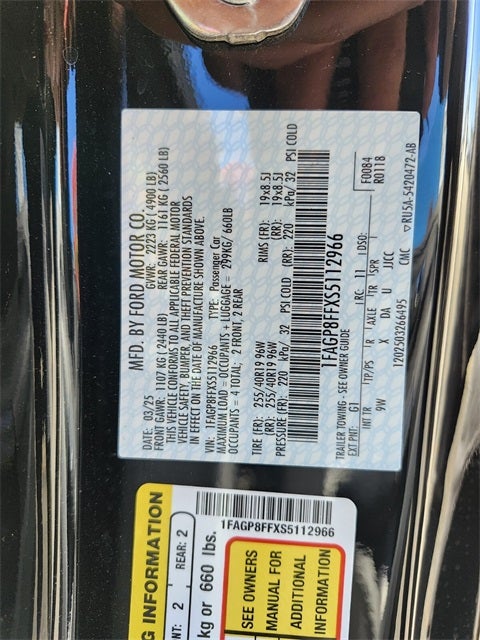 MFD. BY FORD MOTOR CO.
DATE: 03/25 GVWR: 2223 KG ( 4900 LB)
FRONT GAWR: 1107 KG ( 2440 LB) REAR GAWR: 1161 KG ( 2560 LB)
THIS VEHICLE CONFORMS TO ALL APPLICABLE FEDERAL MOTOR
VEHICLE SAFETY, BUMPER, AND THEFT PREVENTION STANDARDS
IN EFFECT ON THE DATE OF MANUFACTURE SHOWN ABOVE.
VIN: 1FAGP8FFXS5112966 TYPE: Passenger Car
MAXIMUM LOAD = OCCUPANTS + LUGGAGE = 299KG/ 660LB
OCCUPANTS = 4 TOTAL; 2 FRONT, 2 REAR
TIRE (FR): 255/40R19 96W RIMS (FR): 19x8.5J
(RR): 255/40R19 96W (RR): 19x8.5J
PRESSURE (FR): 220 kPa/ 32 PSI COLD (RR): 220 kPa/ 32 PSI COLD
1FAGP8FFXS5112966
TRAILER TOWING - SEE OWNER GUIDE
EXT PNT: G1 RC: 11 DSO: F0084
R0118
INT TR TP/PS R AXLE TR SPR
9W X DA U JJCC
1202503266495 CMC ▽RU5A-5420472-AB
NG INFORMATION
NT: 2 REAR: 2
kg or 660 lbs.
1FAGP8FFXS5112966
SEE OWNERS
MANUAL FOR
ADDITIONAL
INFORMATION